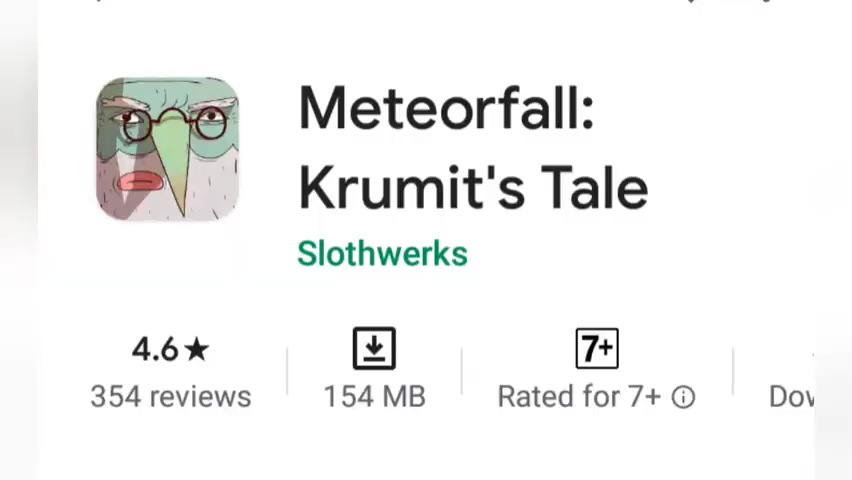 Meteorfall:
Krumit's Tale
Slothwerks
4.6★
7+
354 reviews
154 MB
Rated for 7+